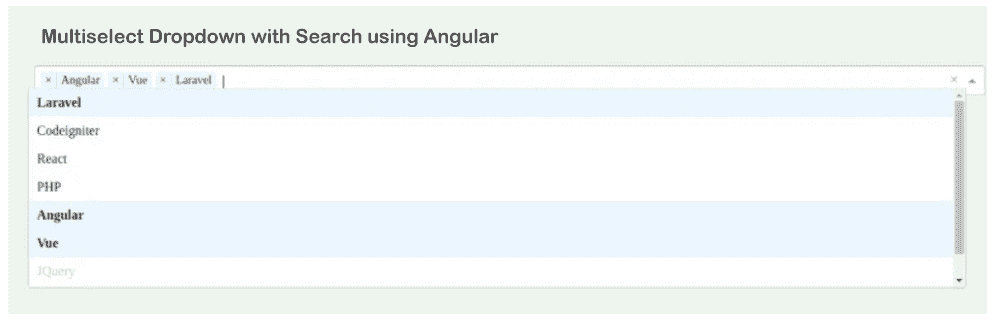 Multiselect Dropdown with Search using Angular
× Angular × Vue × Laravel ×
Laravel
Codeigniter
React
PHP
Angular
Vue
JQuery